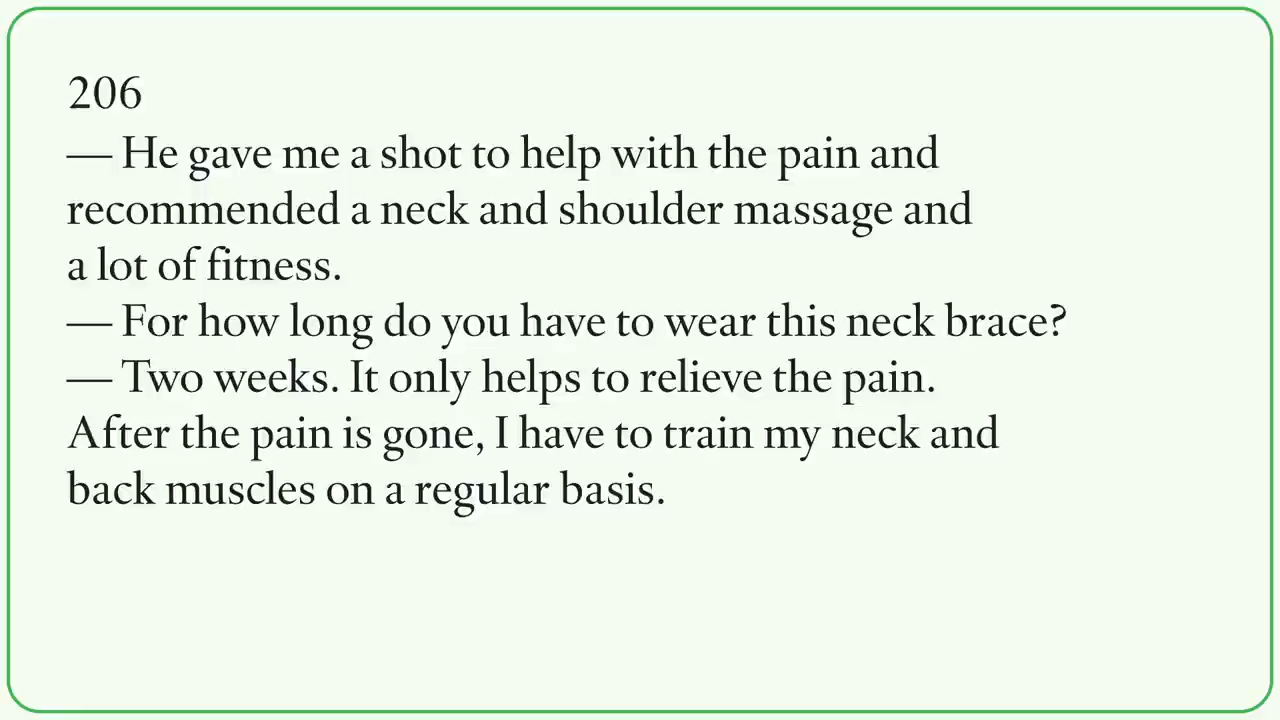 206
— He gave me a shot to help with the pain and
recommended a neck and shoulder massage and
a lot of fitness.
— For how long do you have to wear this neck brace?
— Two weeks. It only helps to relieve the pain.
After the pain is gone, I have to train my neck and
back muscles on a regular basis.